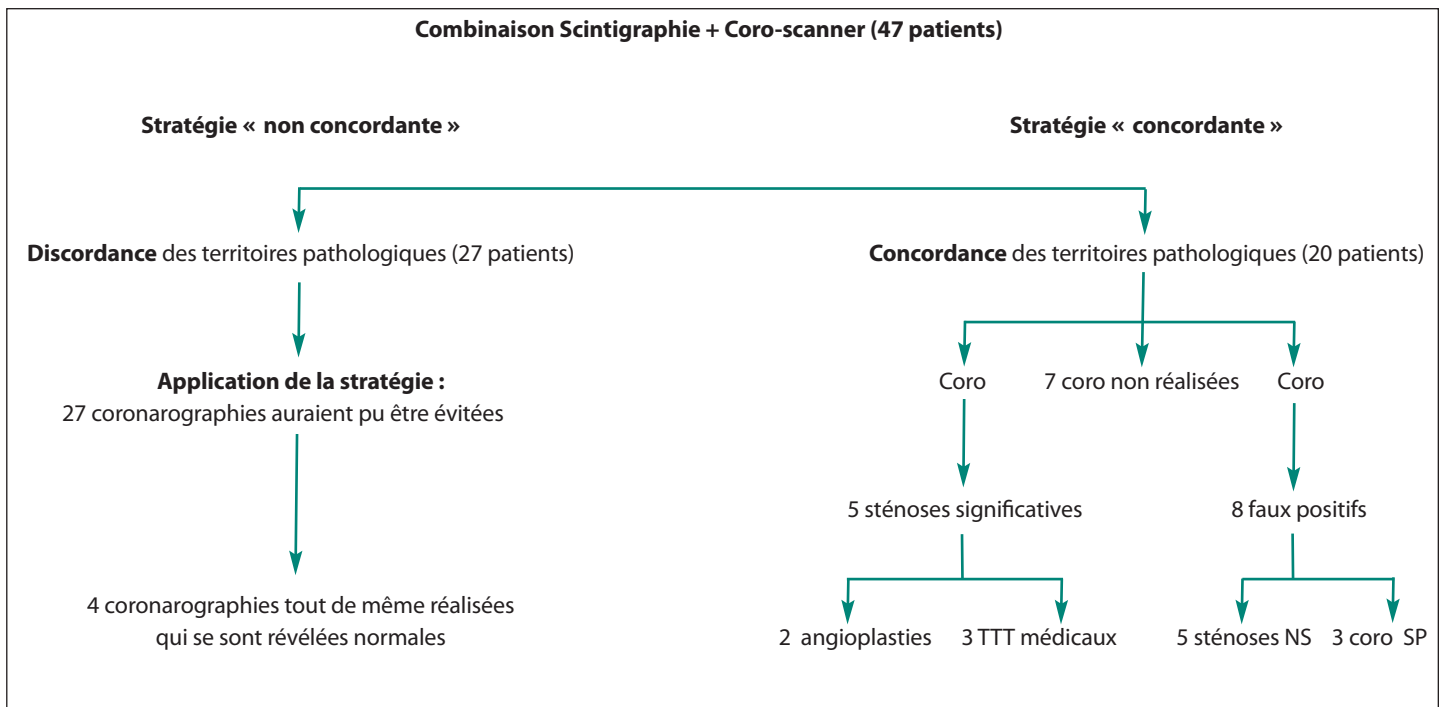 Combinaison Scintigraphie + Coro-scanner (47 patients)
Stratégie « non concordante »
Stratégie « concordante »
Discordance des territoires pathologiques (27 patients)
Concordance des territoires pathologiques (20 patients)
Application de la stratégie :
27 coronarographies auraient pu être évitées
Coro
7 coro non réalisées
Coro
5 sténoses significatives
8 faux positifs
4 coronarographies tout de même réalisées
qui se sont révélées normales
2 angioplasties
3 TTT médicaux
5 sténoses NS
3 coro SP